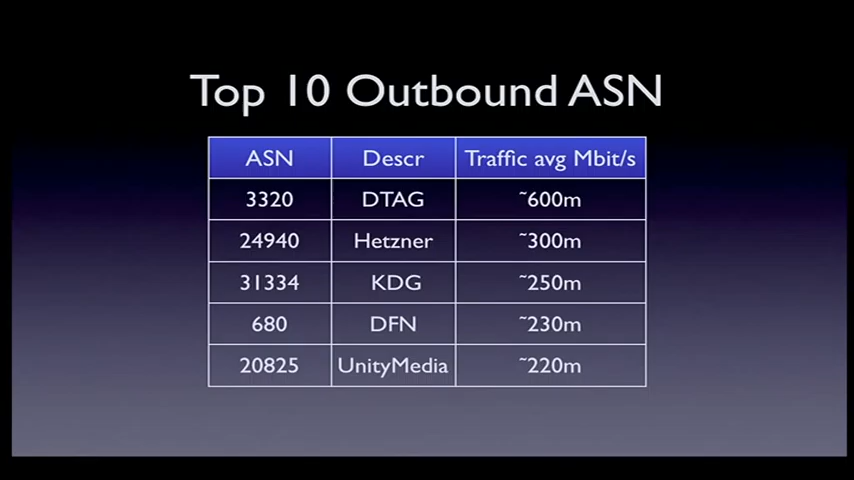 Top 10 Outbound ASN
ASN Descr Traffic avg Mbit/s
3320 DTAG ~600m
24940 Hetzner ~300m
31334 KDG ~250m
680 DFN ~230m
20825 UnityMedia ~220m